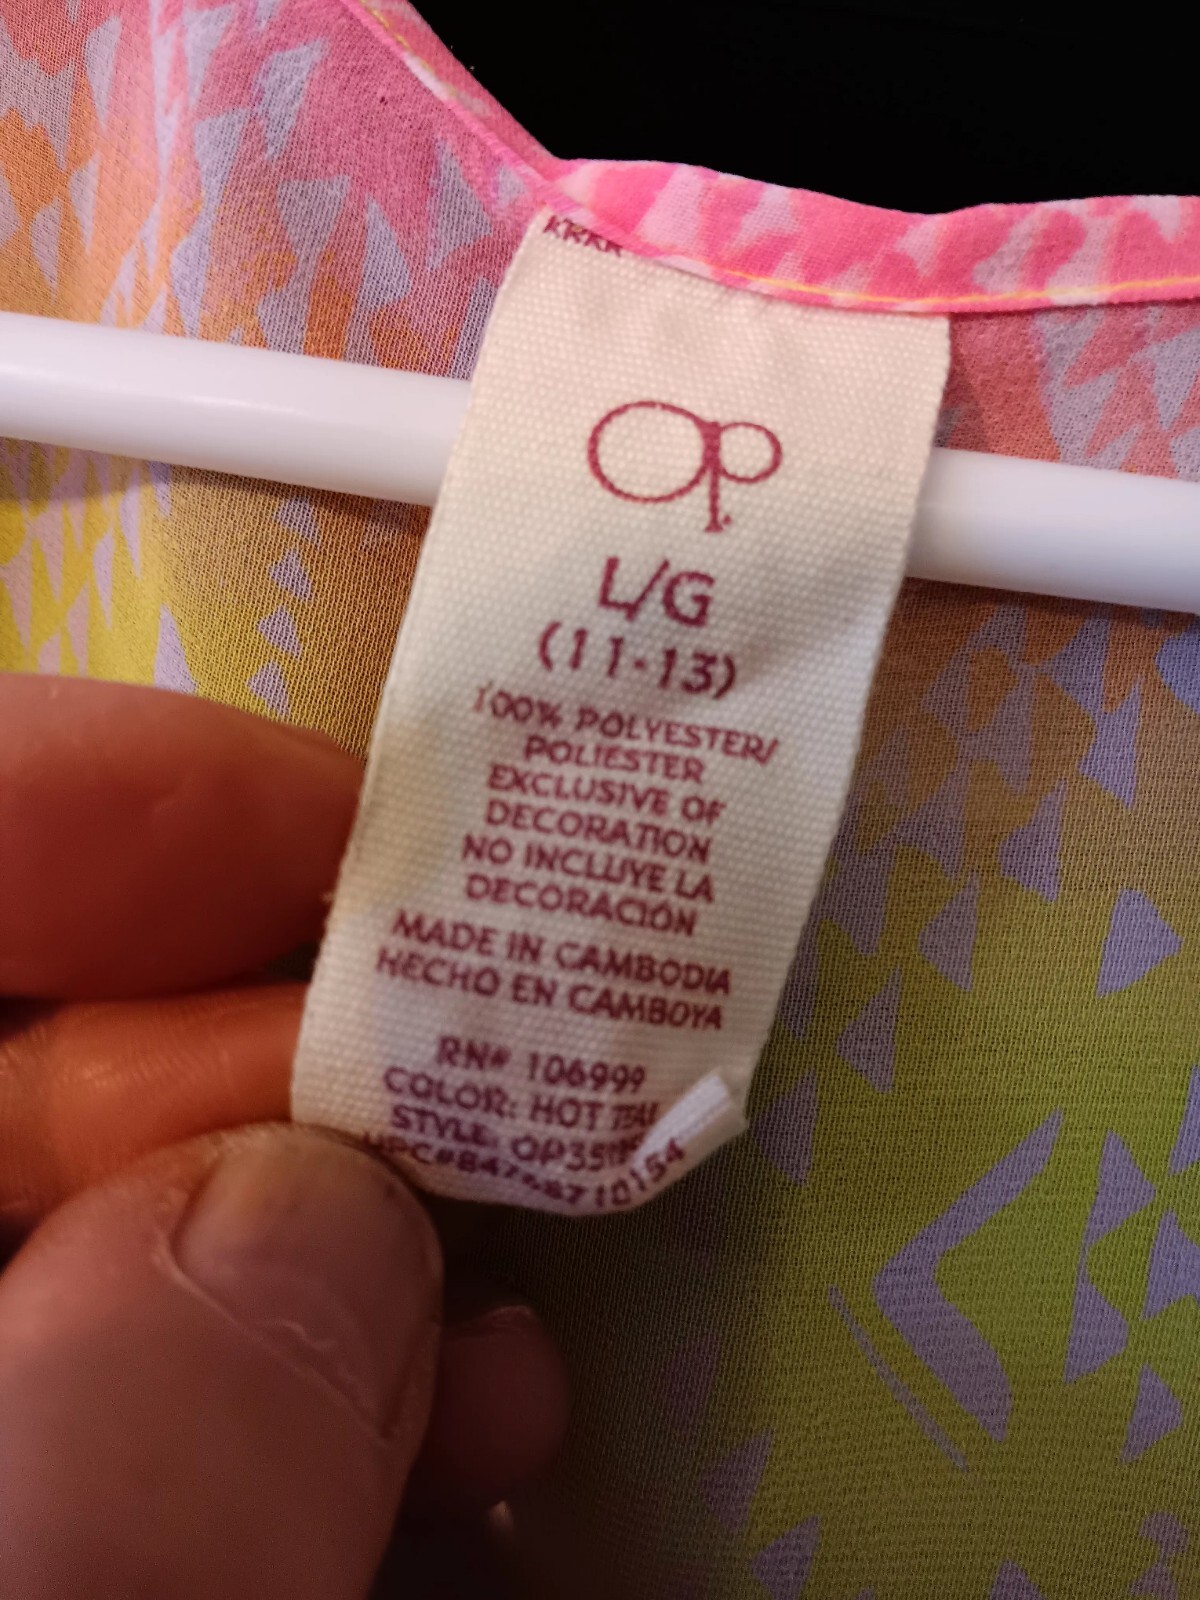 KRKK
Op
L/G
(11-13)
100% POLYESTER/
POLIESTER
EXCLUSIVE OF
DECORATION
NO INCLUYE LA
DECORACIÓN
MADE IN CAMBODIA
HECHO EN CAMBOYA
RN# 106999
COLOR: HOT
STYLE: